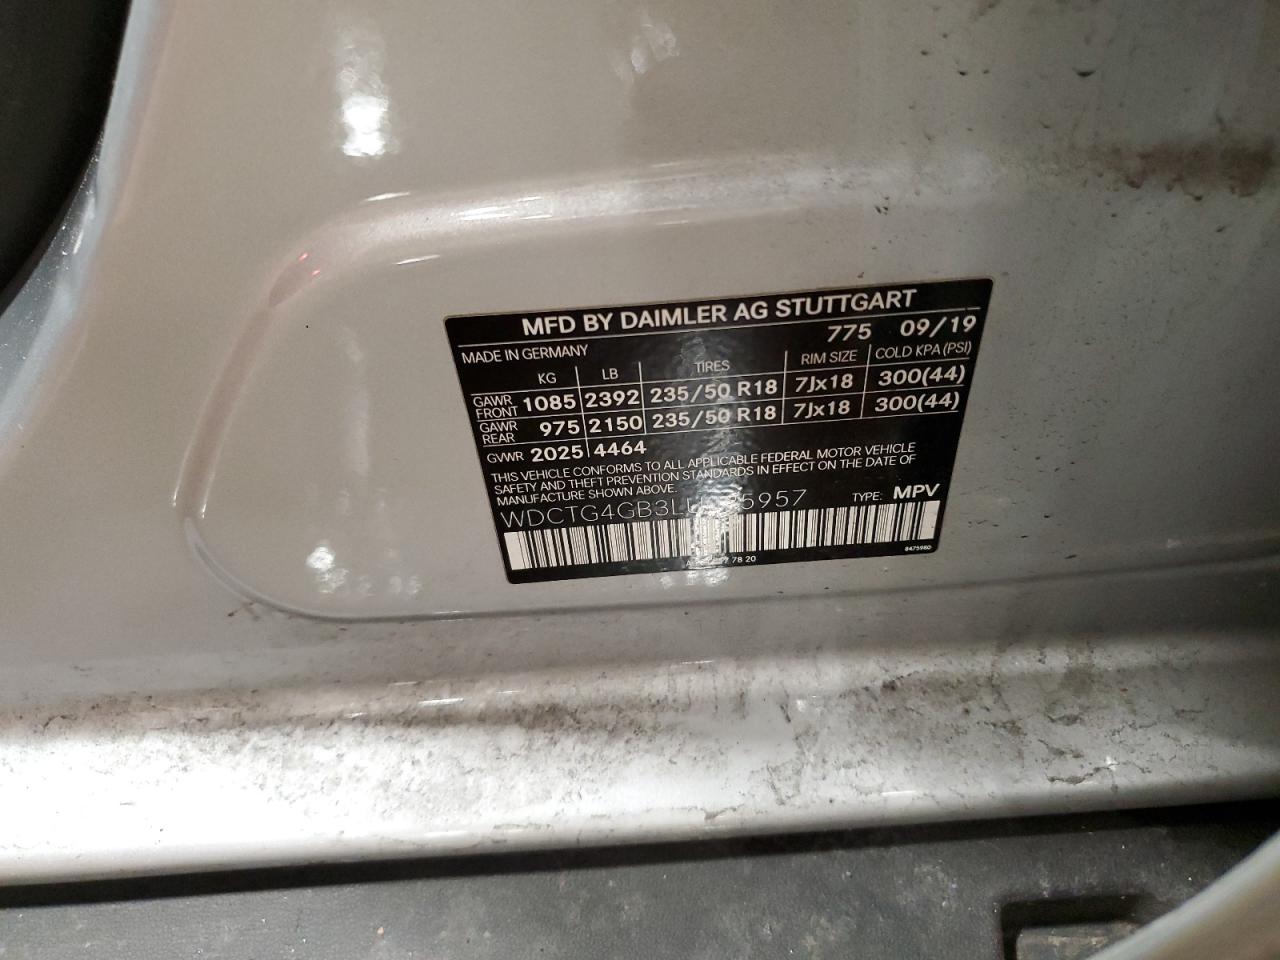 MFD BY DAIMLER AG STUTTGART
775 09/19
MADE IN GERMANY
KG LB TIRES RIM SIZE COLD KPA (PSI)
GAWR FRONT 1085 2392 235/50 R18 7Jx18 300(44)
GAWR REAR 975 2150 235/50 R18 7Jx18 300(44)
GVWR 2025 4464
THIS VEHICLE CONFORMS TO ALL APPLICABLE FEDERAL MOTOR VEHICLE
SAFETY AND THEFT PREVENTION STANDARDS IN EFFECT ON THE DATE OF
MANUFACTURE SHOWN ABOVE.
TYPE: MPV
78 20
8475980